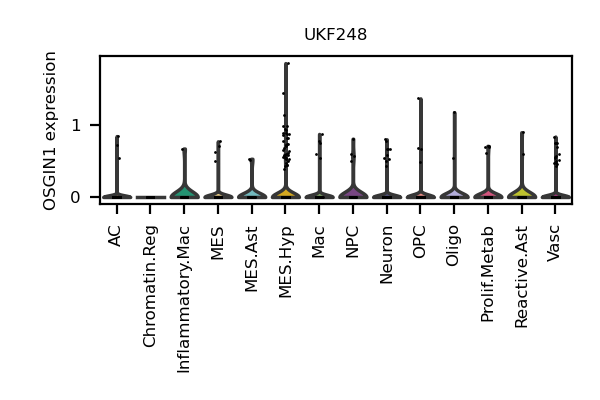 UKF248
OSGIN1 expression
1
0
AC
Chromatin.Reg
Inflammatory.Mac
MES
MES.Ast
MES.Hyp
Mac
NPC
Neuron
OPC
Oligo
Prolif.Metab
Reactive.Ast
Vasc